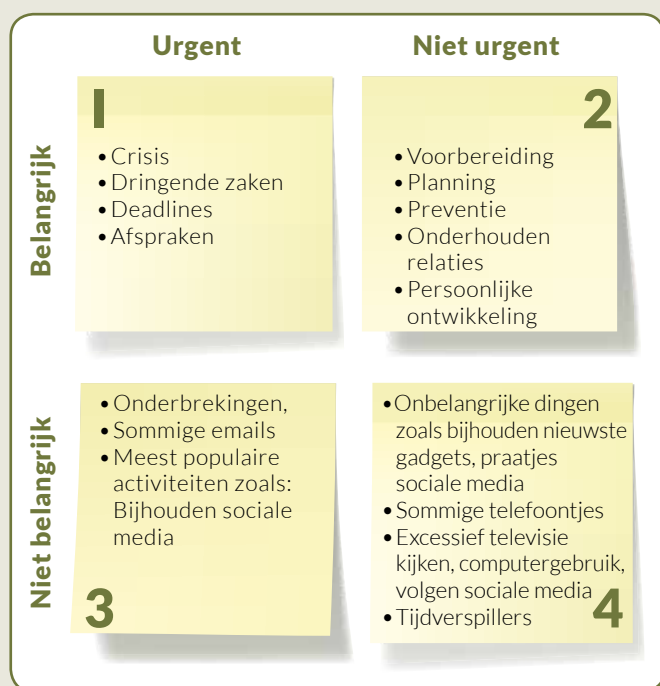 Urgent
Niet urgent
Belangrijk
1
• Crisis
• Dringende zaken
• Deadlines
• Afspraken
2
• Voorbereiding
• Planning
• Preventie
• Onderhouden
relaties
• Persoonlijke
ontwikkeling
Niet belangrijk
• Onderbrekingen,
• Sommige emails
• Meest populaire
activiteiten zoals:
Bijhouden sociale
media
3
• Onbelangrijke dingen
zoals bijhouden nieuwste
gadgets, praatjes
sociale media
• Sommige telefoontjes
• Excessief televisie
kijken, computergebruik,
volgen sociale media
• Tijdverspillers
4